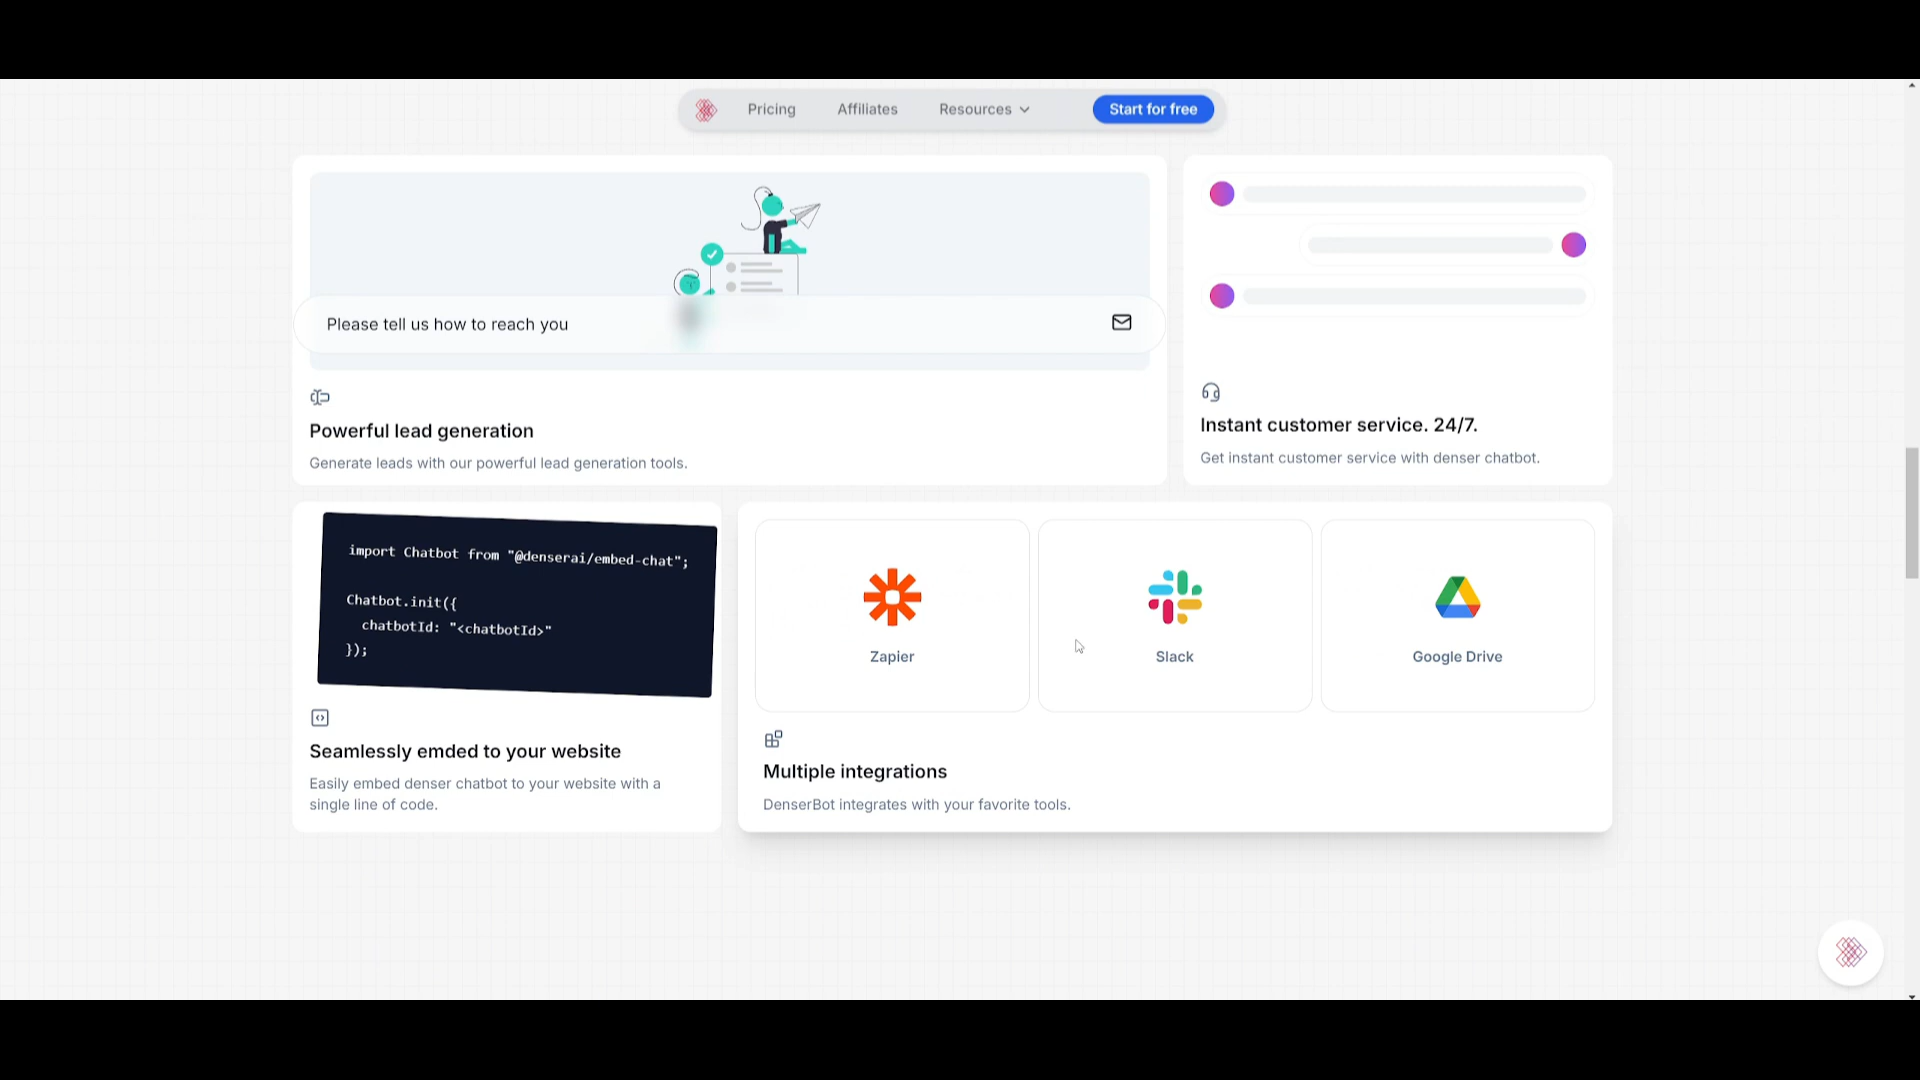 Pricing
Affiliates
Resources
Start for free
Please tell us how to reach you
Powerful lead generation
Generate leads with our powerful lead generation tools.
Instant customer service. 24/7.
Get instant customer service with denser chatbot.
import Chatbot from "@denserai/embed-chat";
Chatbot.init({
chatbotId: "<chatbotId>"
});
Seamlessly emded to your website
Easily embed denser chatbot to your website with a
single line of code.
Zapier
Slack
Google Drive
Multiple integrations
DenserBot integrates with your favorite tools.